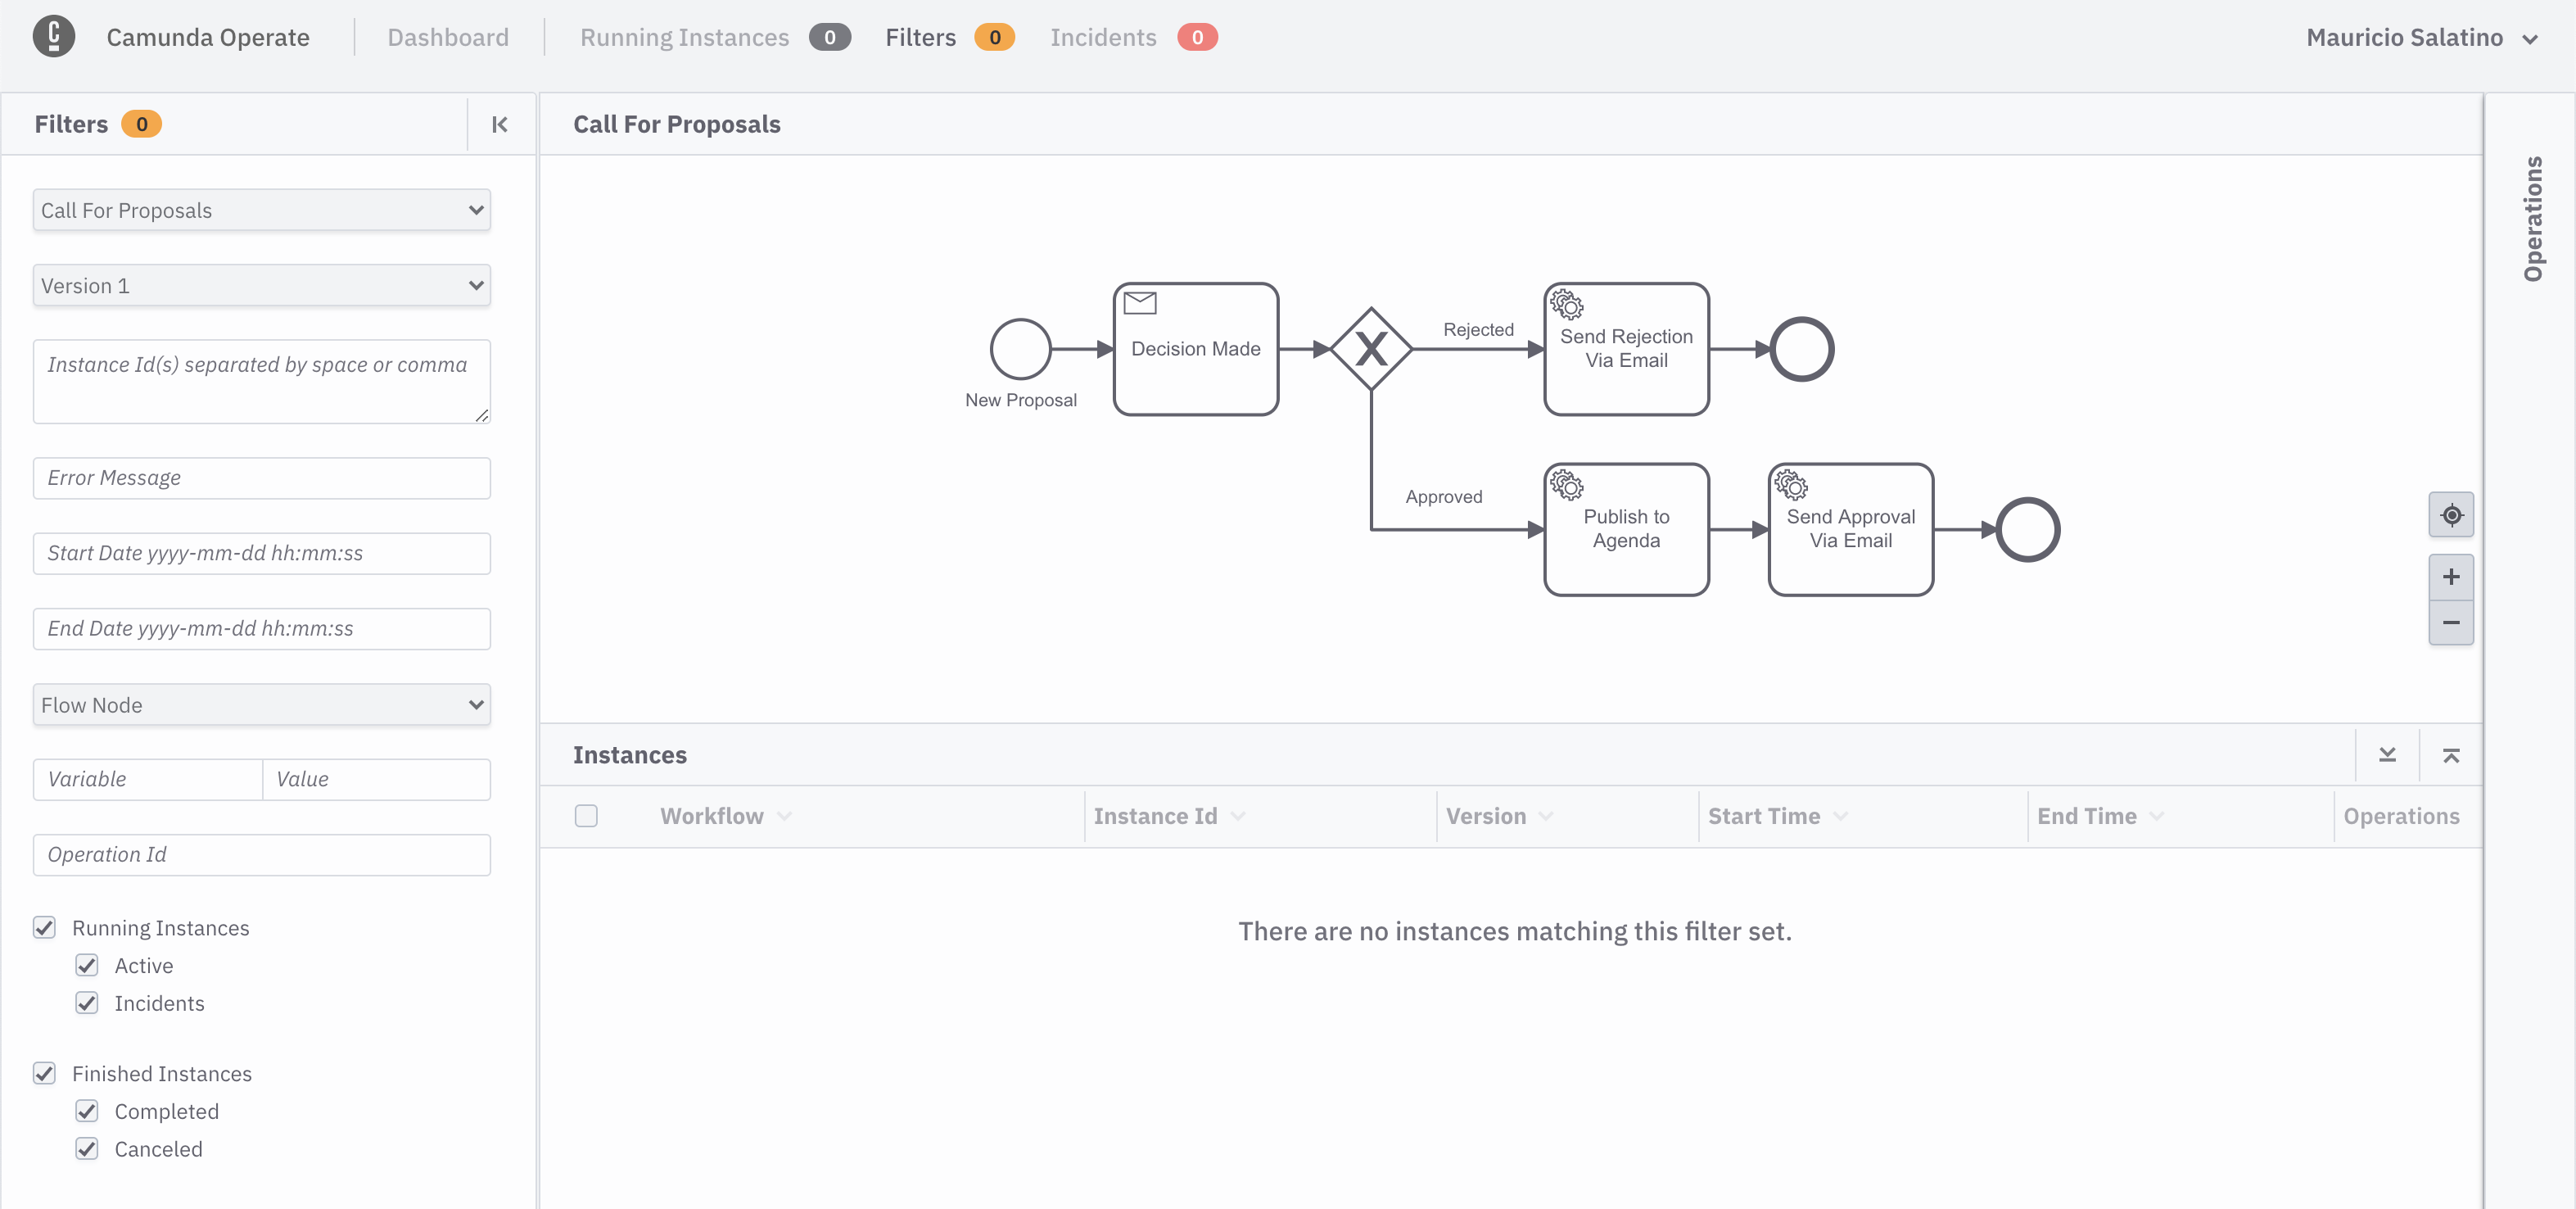 Camunda Operate
Dashboard
Running Instances 0
Filters 0
Incidents 0
Mauricio Salatino
Filters 0
Call For Proposals
Version 1
Instance Id(s) separated by space or comma
Error Message
Start Date yyyy-mm-dd hh:mm:ss
End Date yyyy-mm-dd hh:mm:ss
Flow Node
Variable
Value
Operation Id
Running Instances
Active
Incidents
Finished Instances
Completed
Canceled
Call For Proposals
New Proposal
Decision Made
X
Rejected
Send Rejection
Via Email
Approved
Publish to
Agenda
Send Approval
Via Email
Operations
Instances
Workflow
Instance Id
Version
Start Time
End Time
Operations
There are no instances matching this filter set.